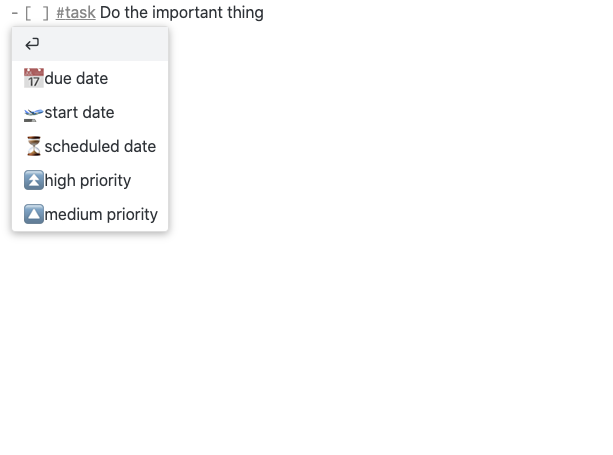 - [ ] #task Do the important thing
⏎
📅 due date
🛫 start date
⏳ scheduled date
⏫ high priority
🔼 medium priority